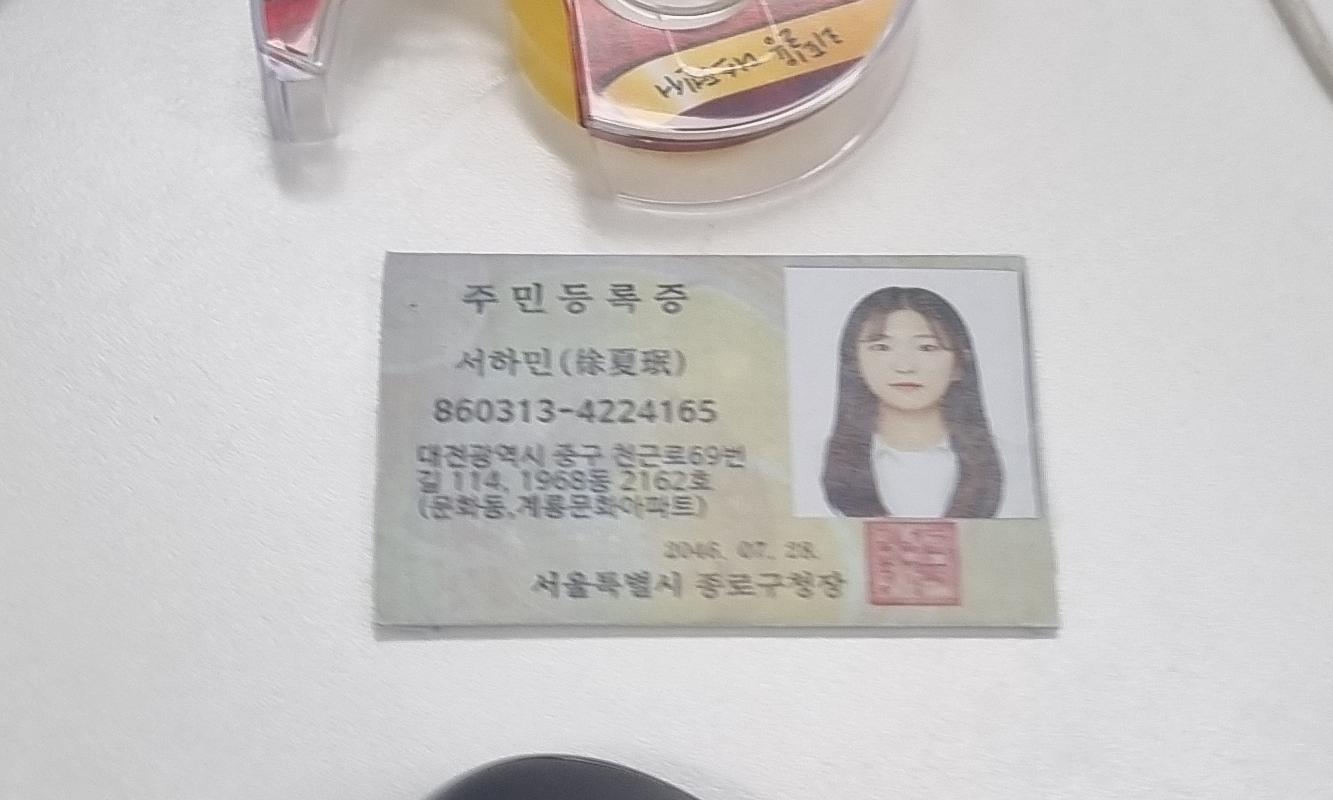 주민등록증
서하민(徐夏珉)
860313-4224165
대전광역시 중구 천근로69번
길 114, 1968동 2162호
(문화동,계룡문화아파트)
2046. 07. 28.
서울특별시 종로구청장